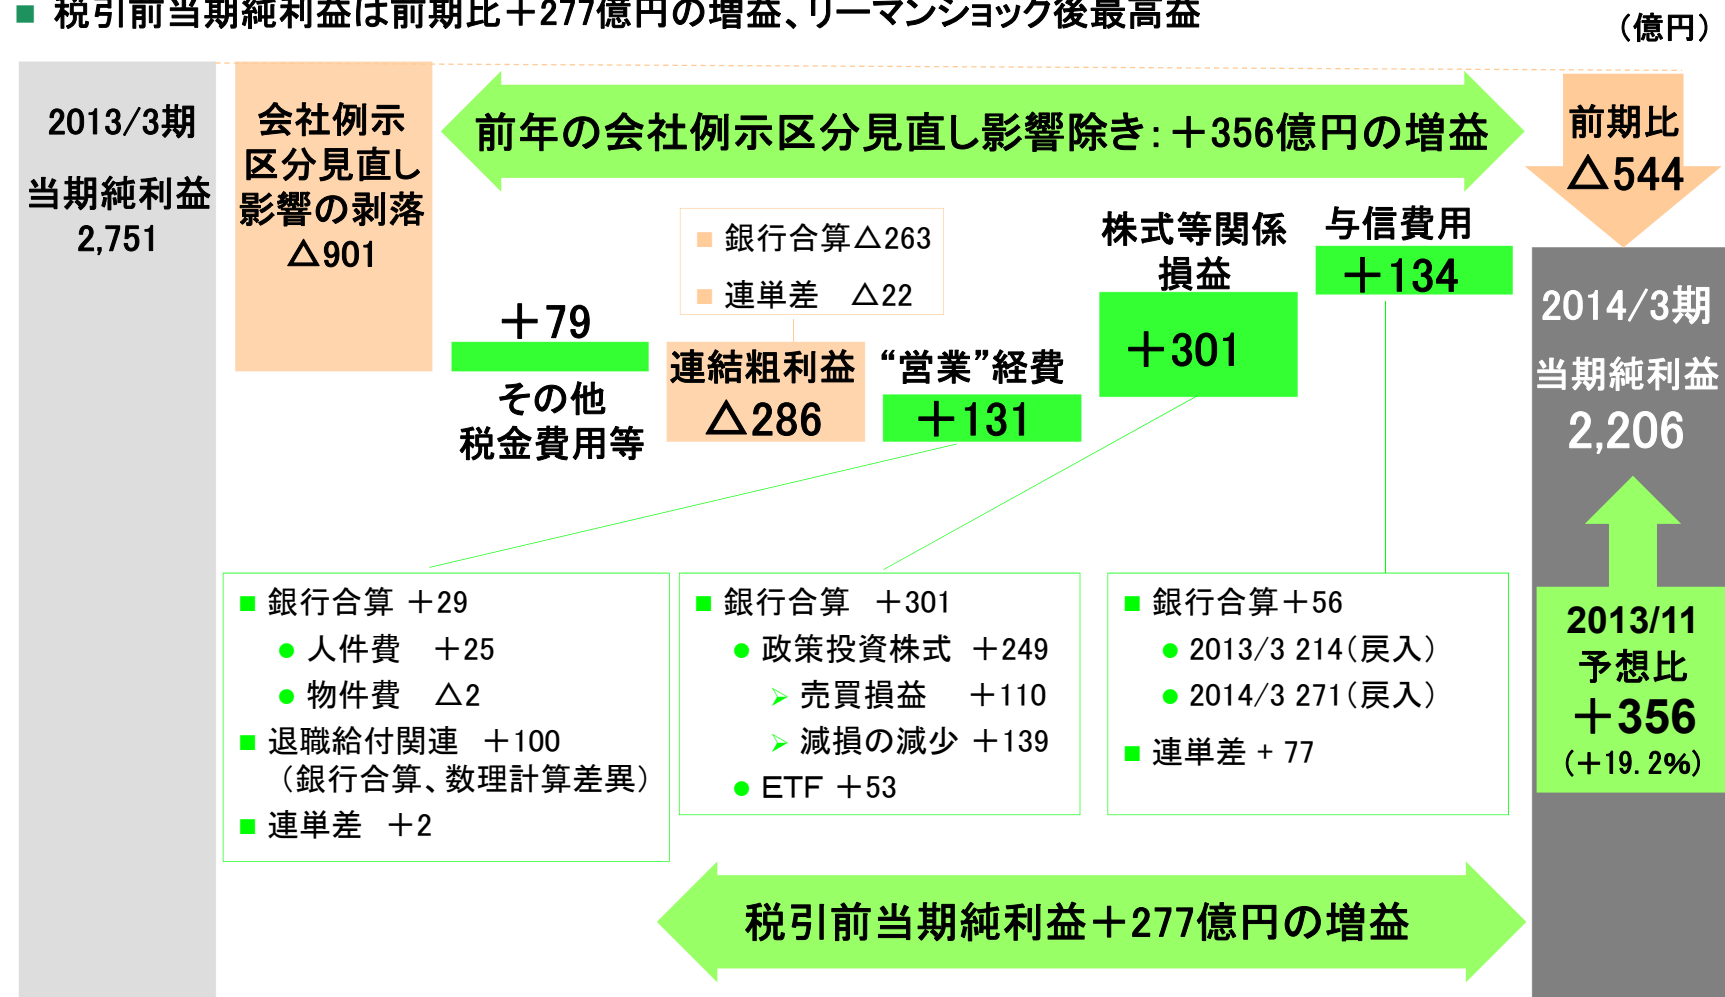 ■ 税引前当期純利益は前期比＋277億円の増益、リーマンショック後最高益
（億円）
2013/3期
当期純利益
2,751
会社例示
区分見直し
影響の剥落
△901
前年の会社例示区分見直し影響除き：＋356億円の増益
前期比
△544
■ 銀行合算△263
■ 連単差 △22
＋79
その他
税金費用等
連結粗利益
△286
“営業”経費
＋131
株式等関係
損益
＋301
与信費用
＋134
2014/3期
当期純利益
2,206
■ 銀行合算 ＋29
● 人件費 ＋25
● 物件費 △2
■ 退職給付関連 ＋100
（銀行合算、数理計算差異）
■ 連単差 ＋2
■ 銀行合算 ＋301
● 政策投資株式 ＋249
➢ 売買損益 ＋110
➢ 減損の減少 ＋139
● ETF ＋53
■ 銀行合算＋56
● 2013/3 214（戻入）
● 2014/3 271（戻入）
■ 連単差 + 77
2013/11
予想比
＋356
（＋19.2%）
税引前当期純利益＋277億円の増益